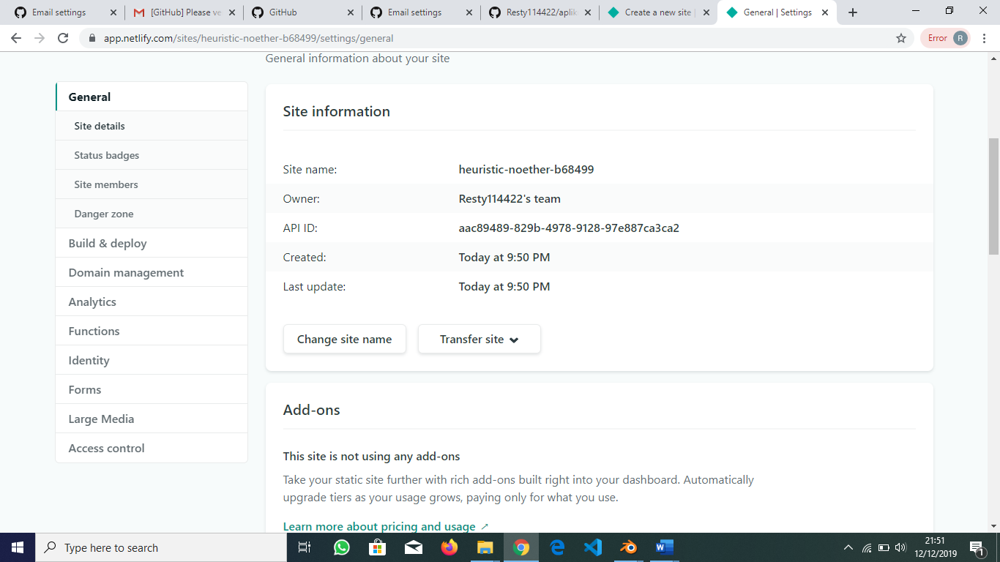 Email settings
[GitHub] Please ve
GitHub
Email settings
Resty114422/aplik
Create a new site |
General | Settings
app.netlify.com/sites/heuristic-noether-b68499/settings/general
Error R
General information about your site
General
Site details
Status badges
Site members
Danger zone
Build & deploy
Domain management
Analytics
Functions
Identity
Forms
Large Media
Access control
Site information
Site name: heuristic-noether-b68499
Owner: Resty114422's team
API ID: aac89489-829b-4978-9128-97e887ca3ca2
Created: Today at 9:50 PM
Last update: Today at 9:50 PM
Change site name
Transfer site
Add-ons
This site is not using any add-ons
Take your static site further with rich add-ons built right into your dashboard. Automatically
upgrade tiers as your usage grows, paying only for what you use.
Learn more about pricing and usage ↗
Type here to search
21:51
12/12/2019
1